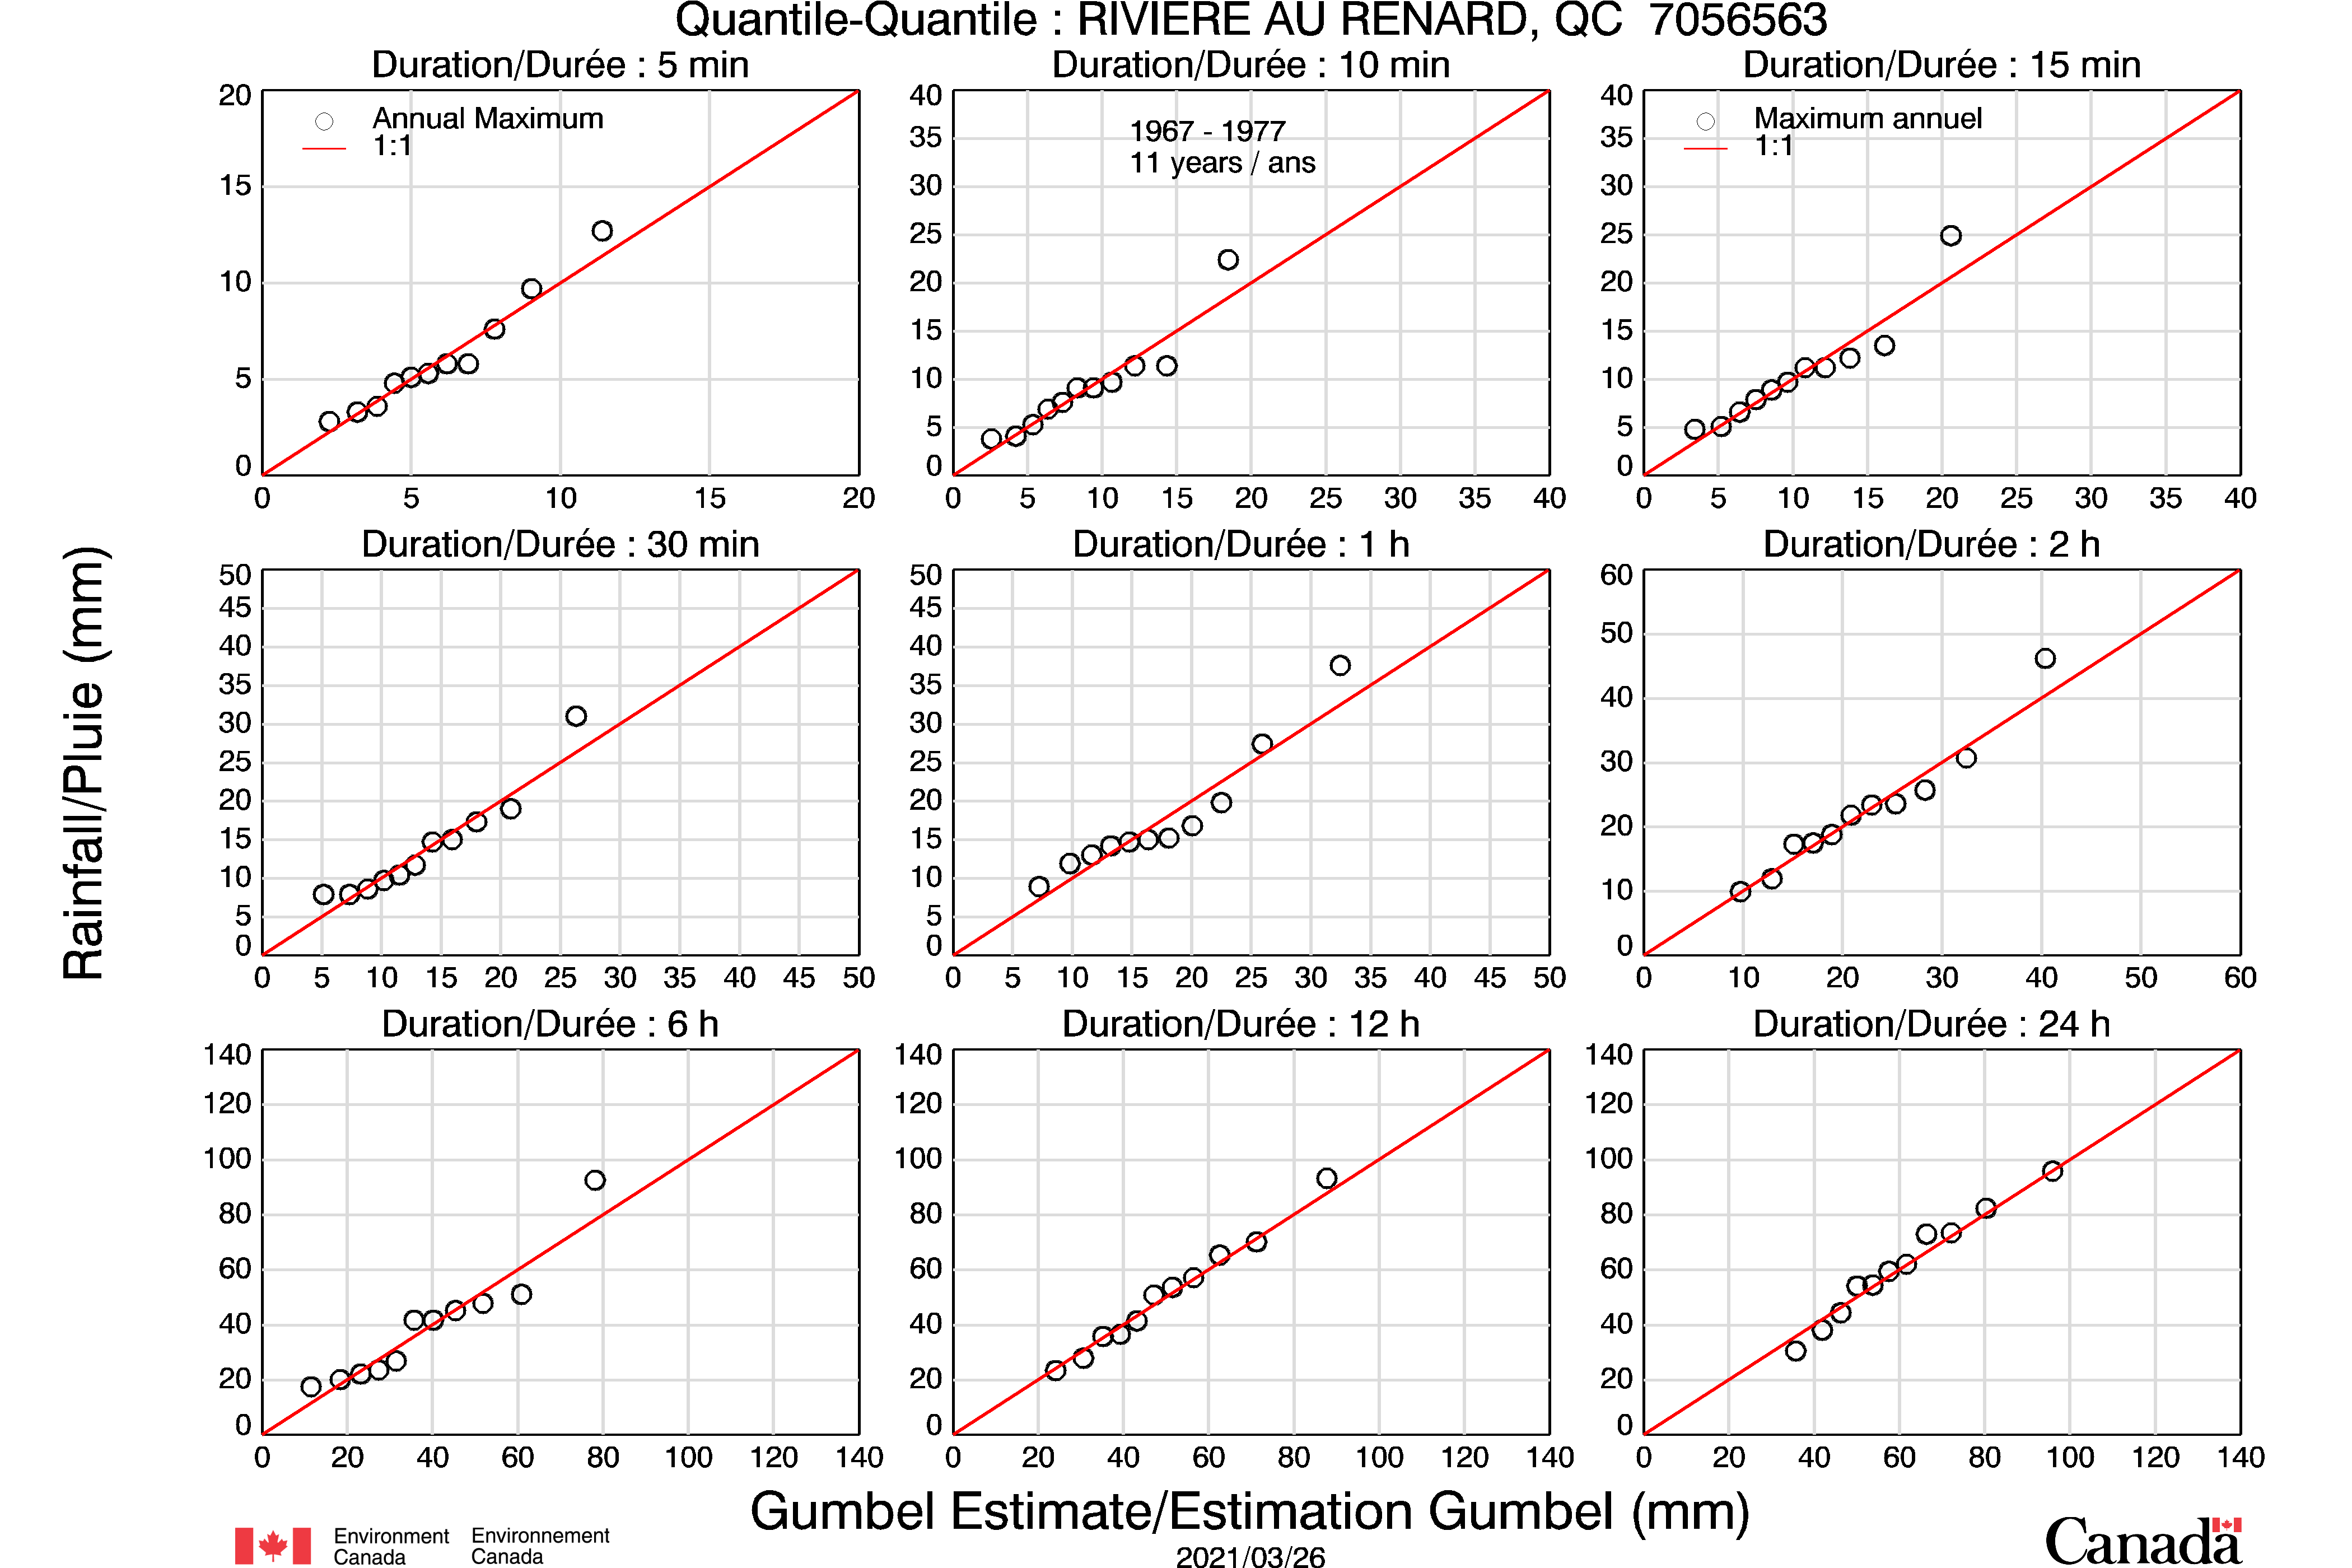 Quantile-Quantile : RIVIERE AU RENARD, QC 7056563
Duration/Durée : 5 min
20
15
10
5
0
0 5 10 15 20
Annual Maximum
1:1
Duration/Durée : 10 min
40
35
30
25
20
15
10
5
0
0 5 10 15 20 25 30 35 40
1967 - 1977
11 years / ans
Duration/Durée : 15 min
40
35
30
25
20
15
10
5
0
0 5 10 15 20 25 30 35 40
Maximum annuel
1:1
Rainfall/Pluie (mm)
Duration/Durée : 30 min
50
45
40
35
30
25
20
15
10
5
0
0 5 10 15 20 25 30 35 40 45 50
Duration/Durée : 1 h
50
45
40
35
30
25
20
15
10
5
0
0 5 10 15 20 25 30 35 40 45 50
Duration/Durée : 2 h
60
50
40
30
20
10
0
0 10 20 30 40 50 60
Duration/Durée : 6 h
140
120
100
80
60
40
20
0
0 20 40 60 80 100 120 140
Duration/Durée : 12 h
140
120
100
80
60
40
20
0
0 20 40 60 80 100 120 140
Duration/Durée : 24 h
140
120
100
80
60
40
20
0
0 20 40 60 80 100 120 140
Gumbel Estimate/Estimation Gumbel (mm)
Environment Canada
Environnement Canada
2021/03/26
Canada